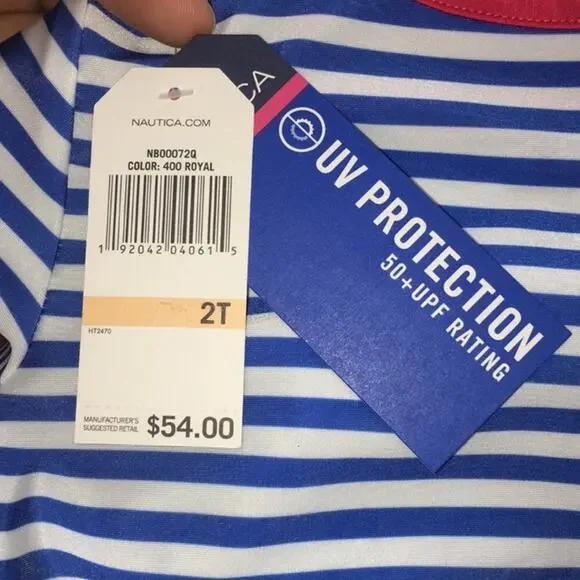 NAUTICA.COM
NB00072Q
COLOR: 400 ROYAL
1 92042 04061 5
2T
HT2470
MANUFACTURER'S
SUGGESTED RETAIL
$54.00
CA
UV PROTECTION
50+UPF RATING